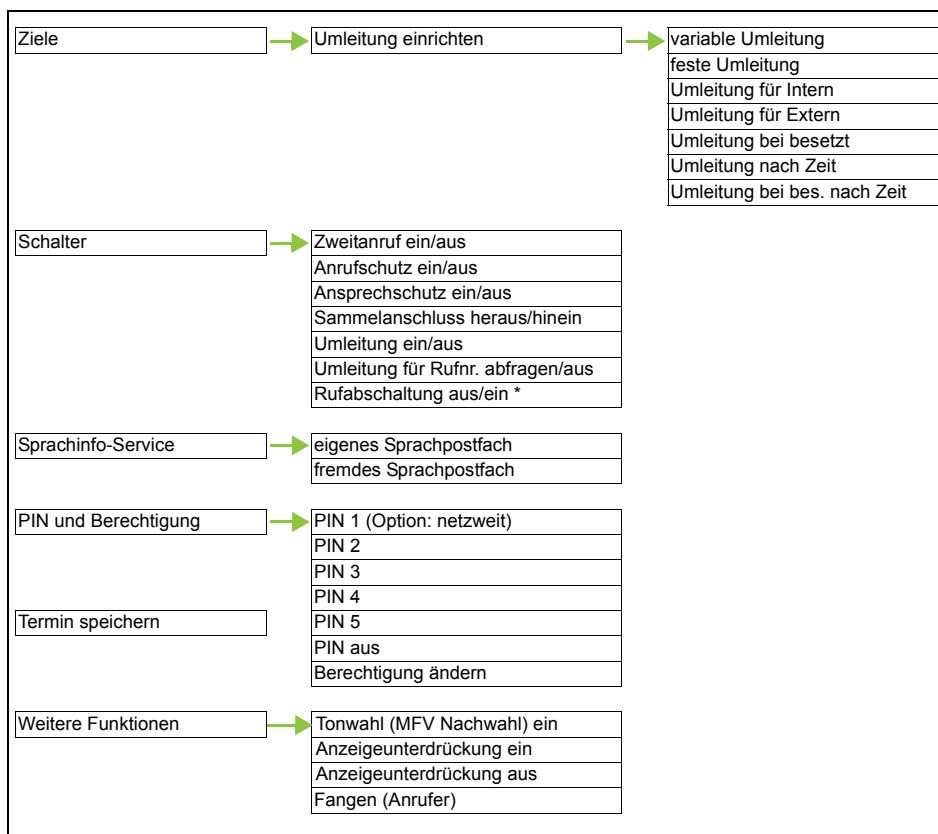 Ziele
Umleitung einrichten
variable Umleitung
feste Umleitung
Umleitung für Intern
Umleitung für Extern
Umleitung bei besetzt
Umleitung nach Zeit
Umleitung bei bes. nach Zeit
Schalter
Zweitanruf ein/aus
Anrufschutz ein/aus
Ansprechschutz ein/aus
Sammelanschluss heraus/hinein
Umleitung ein/aus
Umleitung für Rufnr. abfragen/aus
Rufabschaltung aus/ein *
Sprachinfo-Service
eigenes Sprachpostfach
fremdes Sprachpostfach
PIN und Berechtigung
PIN 1 (Option: netzweit)
PIN 2
PIN 3
PIN 4
Termin speichern
PIN 5
PIN aus
Berechtigung ändern
Weitere Funktionen
Tonwahl (MFV Nachwahl) ein
Anzeigeunterdrückung ein
Anzeigeunterdrückung aus
Fangen (Anrufer)